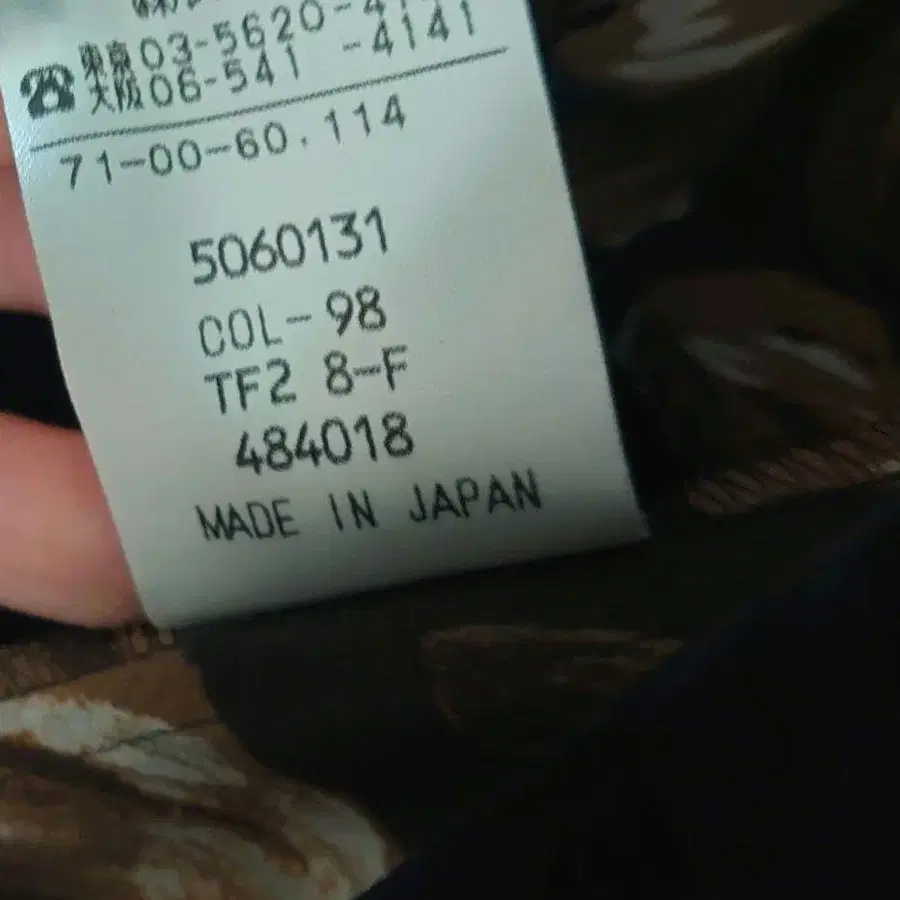 ☎東京03-5620-41
大阪06-541 -4141
71-00-60.114
5060131
COL-98
TF2 8-F
484018
MADE IN JAPAN